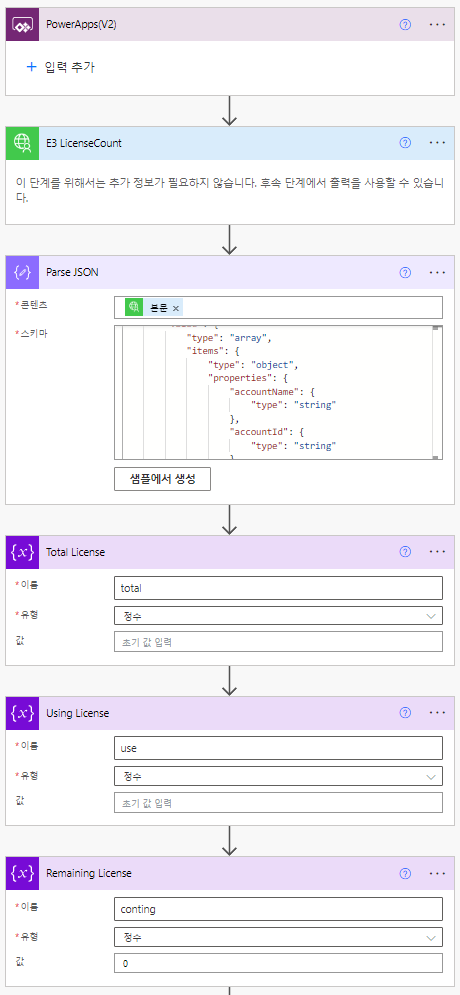 PowerApps(V2)
+ 입력 추가
E3 LicenseCount
이 단계를 위해서는 추가 정보가 필요하지 않습니다. 후속 단계에서 출력을 사용할 수 있습니
다.
Parse JSON
*콘텐츠
본문 ×
*스키마
"type": "array",
"items": {
"type": "object",
"properties": {
"accountName": {
"type": "string"
},
"accountId": {
"type": "string"
샘플에서 생성
Total License
*이름
total
*유형
정수
값
초기 값 입력
Using License
*이름
use
*유형
정수
값
초기 값 입력
Remaining License
*이름
conting
*유형
정수
값
0